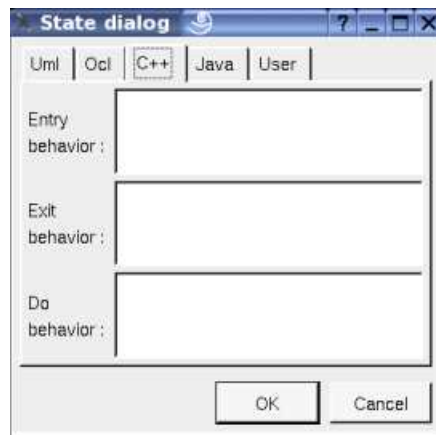 State dialog
Uml Ocl C++ Java User
Entry
behavior :
Exit
behavior :
Do
behavior :
OK Cancel